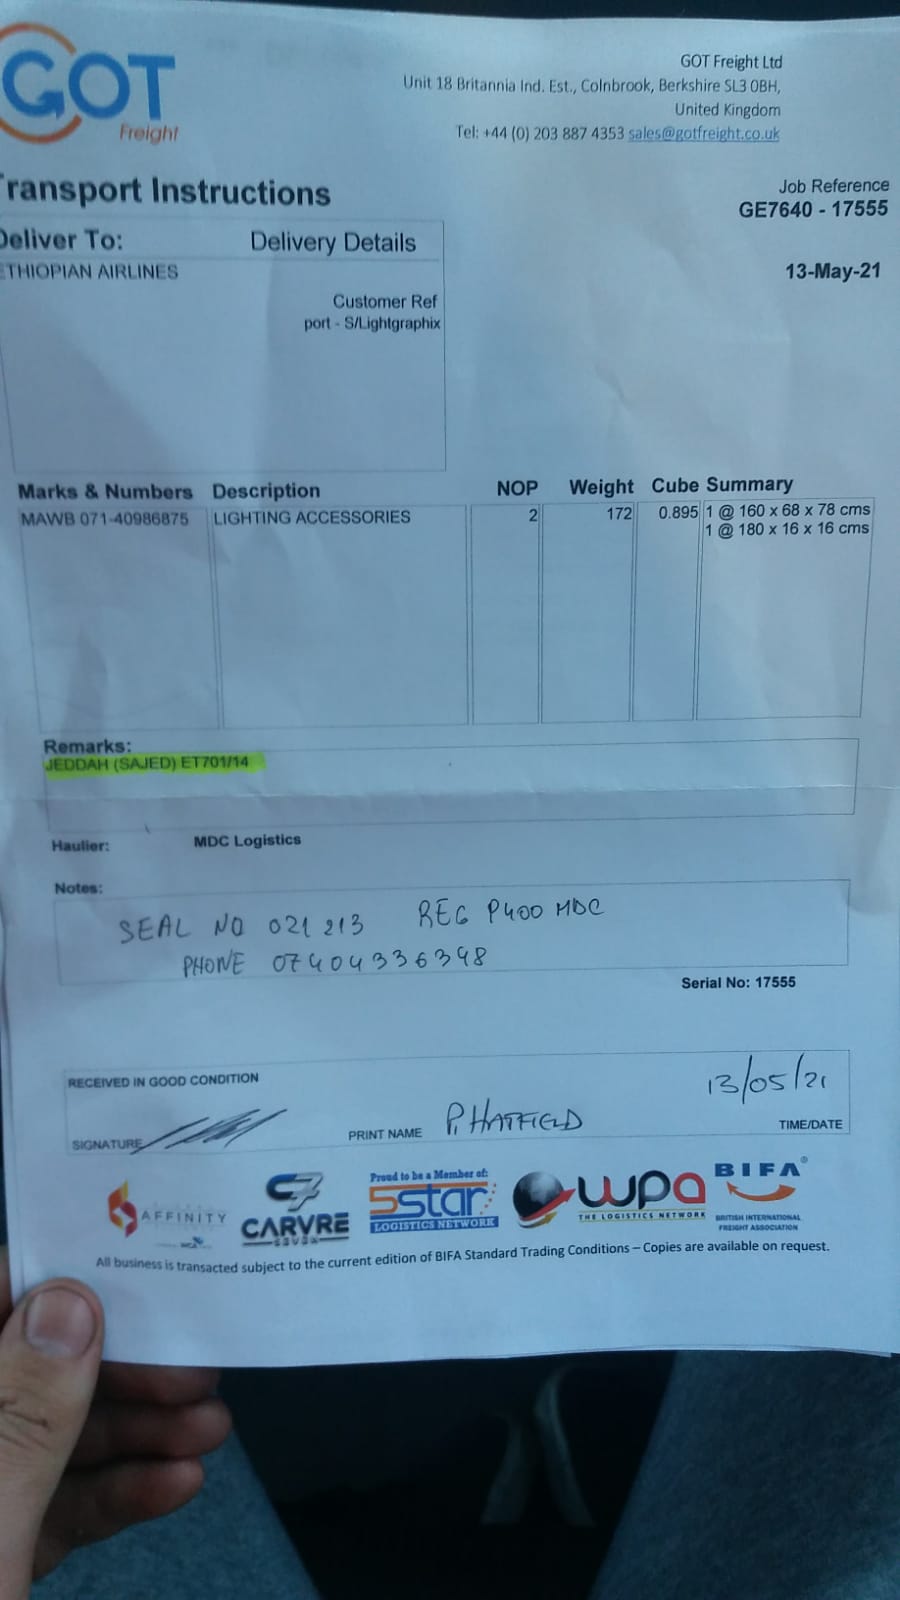 GOT
Freight
GOT Freight Ltd
Unit 18 Britannia Ind. Est., Colnbrook, Berkshire SL3 0BH,
United Kingdom
Tel: +44 (0) 203 887 4353 sales@gotfreight.co.uk
ransport Instructions
Job Reference
GE7640 - 17555
Deliver To: Delivery Details
THIOPIAN AIRLINES
13-May-21
Customer Ref
port - S/Lightgraphix
Marks & Numbers Description NOP Weight Cube Summary
MAWB 071-40986875 LIGHTING ACCESSORIES 2 172 0.895 1 @ 160 x 68 x 78 cms
1 @ 180 x 16 x 16 cms
Remarks:
JEDDAH (SAJED) ET701/14
Haulier: MDC Logistics
Notes:
SEAL NO 021 213 REG P400 MDC
PHONE 07404336348
Serial No: 17555
RECEIVED IN GOOD CONDITION
13/05/21
SIGNATURE PRINT NAME P. HATFIELD TIME/DATE
AFFINITY
C7
CARVRE
SEVEN
Proud to be a Member of:
5star
LOGISTICS NETWORK
wpa
THE LOGISTICS NETWORK
BIFA®
BRITISH INTERNATIONAL
FREIGHT ASSOCIATION
All business is transacted subject to the current edition of BIFA Standard Trading Conditions – Copies are available on request.